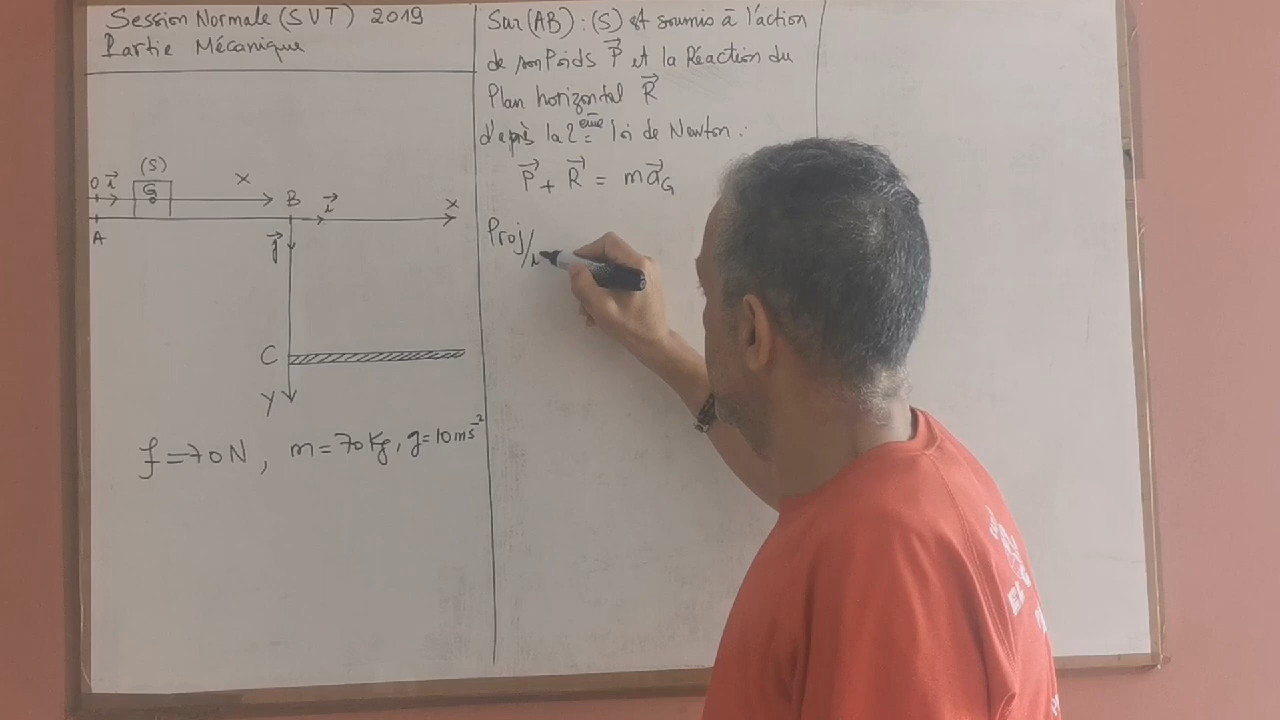 Session Normale (SVT) 2019
Partie Mécanique
(S)
O i⃗ G x B i⃗ x
A
j⃗
C
y
f = 70 N, m = 70 Kg, g = 10 ms⁻²
Sur (AB) : (S) est soumis à l'action
de son Poids P⃗ et la Réaction du
Plan horizontal R⃗
d'après la 2ème loi de Newton :
P⃗ + R⃗ = ma⃗G
Proj/